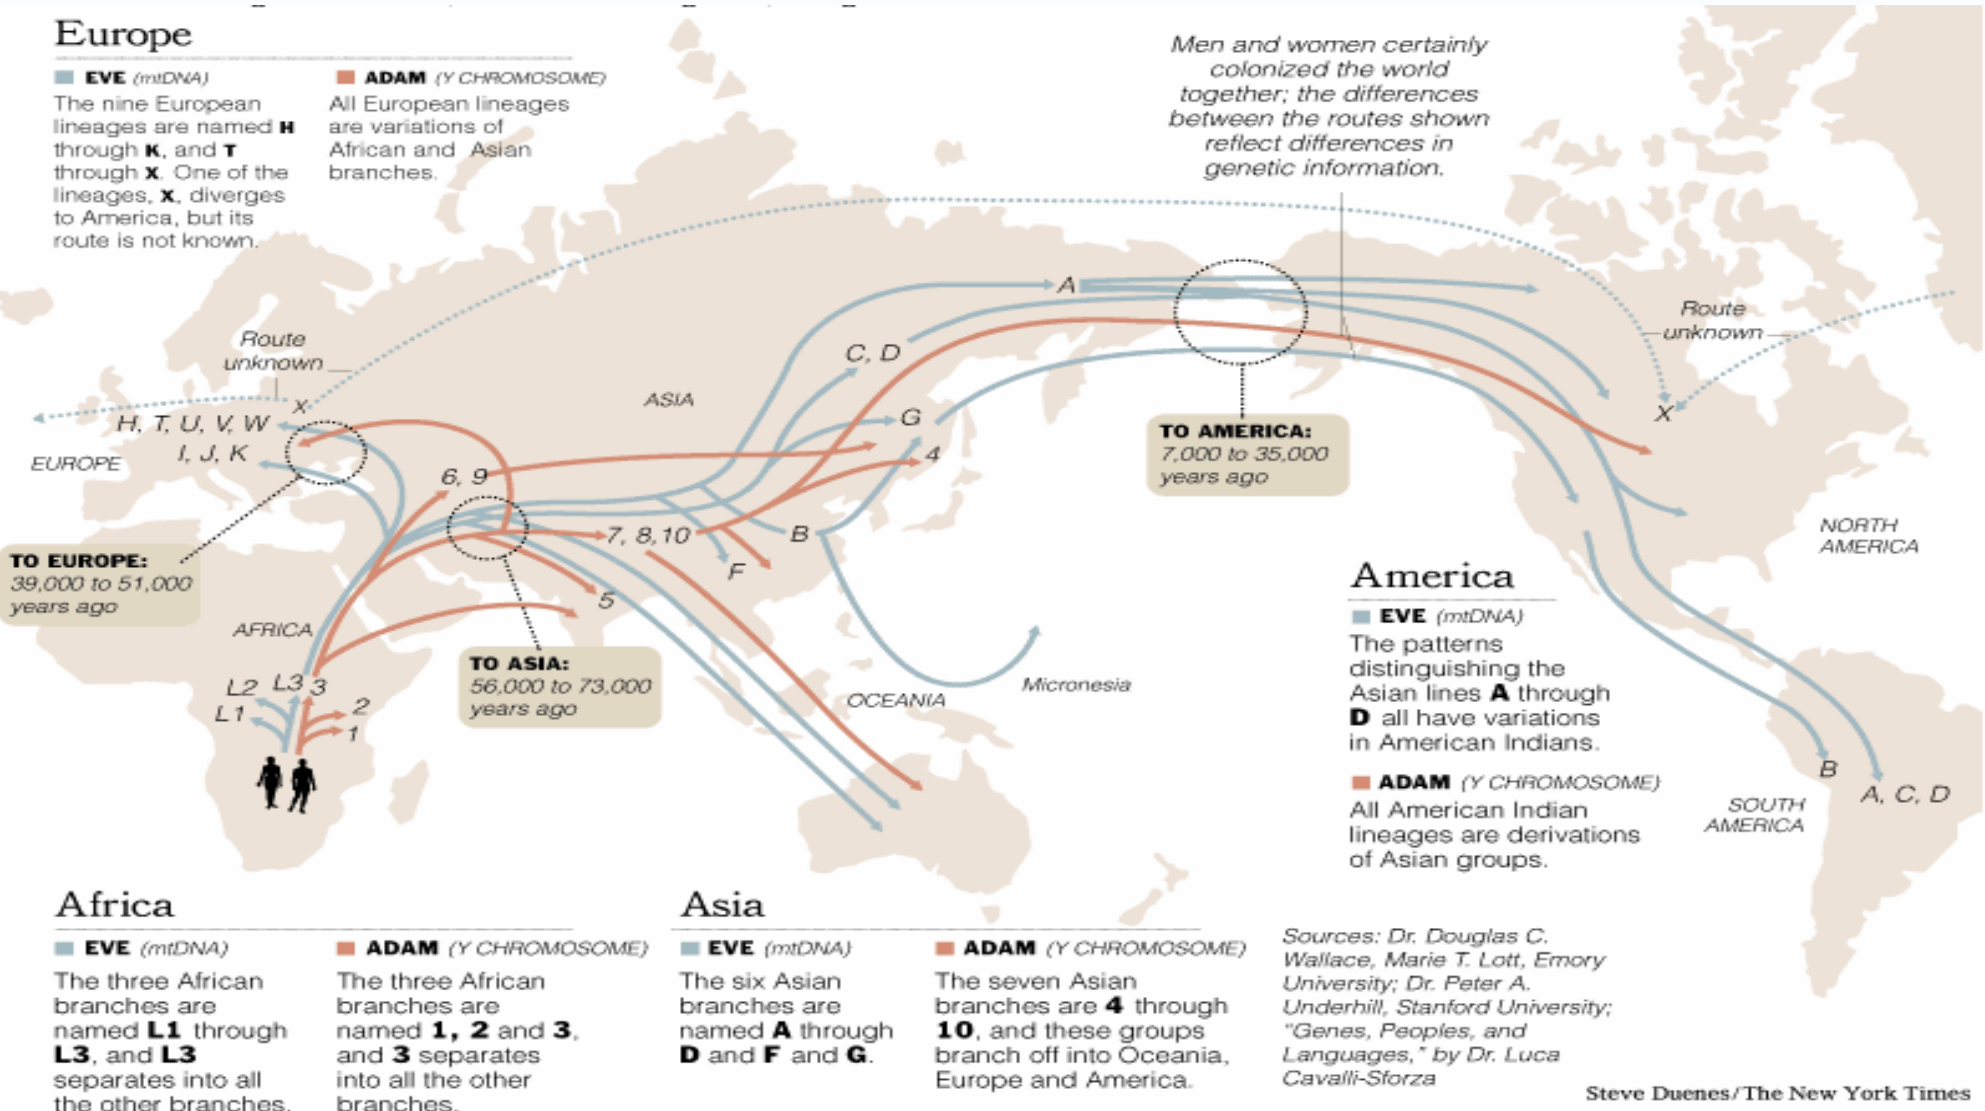 Europe
EVE (mtDNA)
The nine European
lineages are named H
through K, and T
through X. One of the
lineages, X, diverges
to America, but its
route is not known.
ADAM (Y CHROMOSOME)
All European lineages
are variations of
African and Asian
branches.
Men and women certainly
colonized the world
together; the differences
between the routes shown
reflect differences in
genetic information.
Route
unknown
X
H, T, U, V, W
I, J, K
EUROPE
TO EUROPE:
39,000 to 51,000
years ago
ASIA
A
C, D
G
4
6, 9
7, 8, 10
B
F
5
TO ASIA:
56,000 to 73,000
years ago
AFRICA
L2
L3
3
L1
2
1
OCEANIA
Micronesia
TO AMERICA:
7,000 to 35,000
years ago
Route
unknown
X
NORTH
AMERICA
America
EVE (mtDNA)
The patterns
distinguishing the
Asian lines A through
D all have variations
in American Indians.
ADAM (Y CHROMOSOME)
All American Indian
lineages are derivations
of Asian groups.
B
A, C, D
SOUTH
AMERICA
Africa
EVE (mtDNA)
The three African
branches are
named L1 through
L3, and L3
separates into all
the other branches.
ADAM (Y CHROMOSOME)
The three African
branches are
named 1, 2 and 3,
and 3 separates
into all the other
branches.
Asia
EVE (mtDNA)
The six Asian
branches are
named A through
D and F and G.
ADAM (Y CHROMOSOME)
The seven Asian
branches are 4 through
10, and these groups
branch off into Oceania,
Europe and America.
Sources: Dr. Douglas C.
Wallace, Marie T. Lott, Emory
University; Dr. Peter A.
Underhill, Stanford University;
"Genes, Peoples, and
Languages," by Dr. Luca
Cavalli-Sforza
Steve Duenes/The New York Times